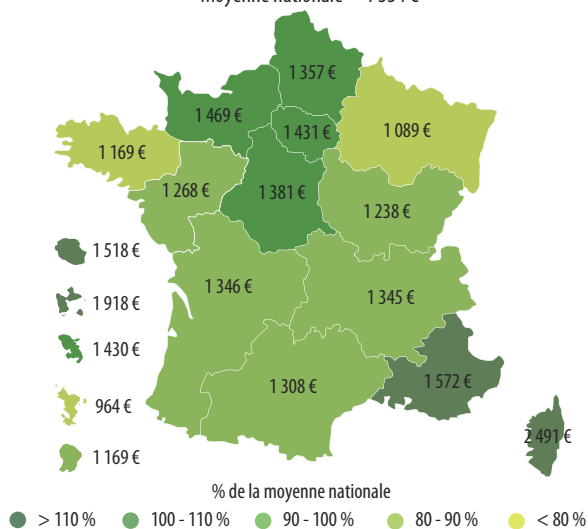 1 357 €
1 469 €
1 431 €
1 089 €
1 169 €
1 268 €
1 381 €
1 238 €
1 518 €
1 918 €
1 346 €
1 345 €
1 430 €
1 308 €
1 572 €
964 €
2 491 €
1 169 €
% de la moyenne nationale
> 110 % 100 - 110 % 90 - 100 % 80 - 90 % < 80 %